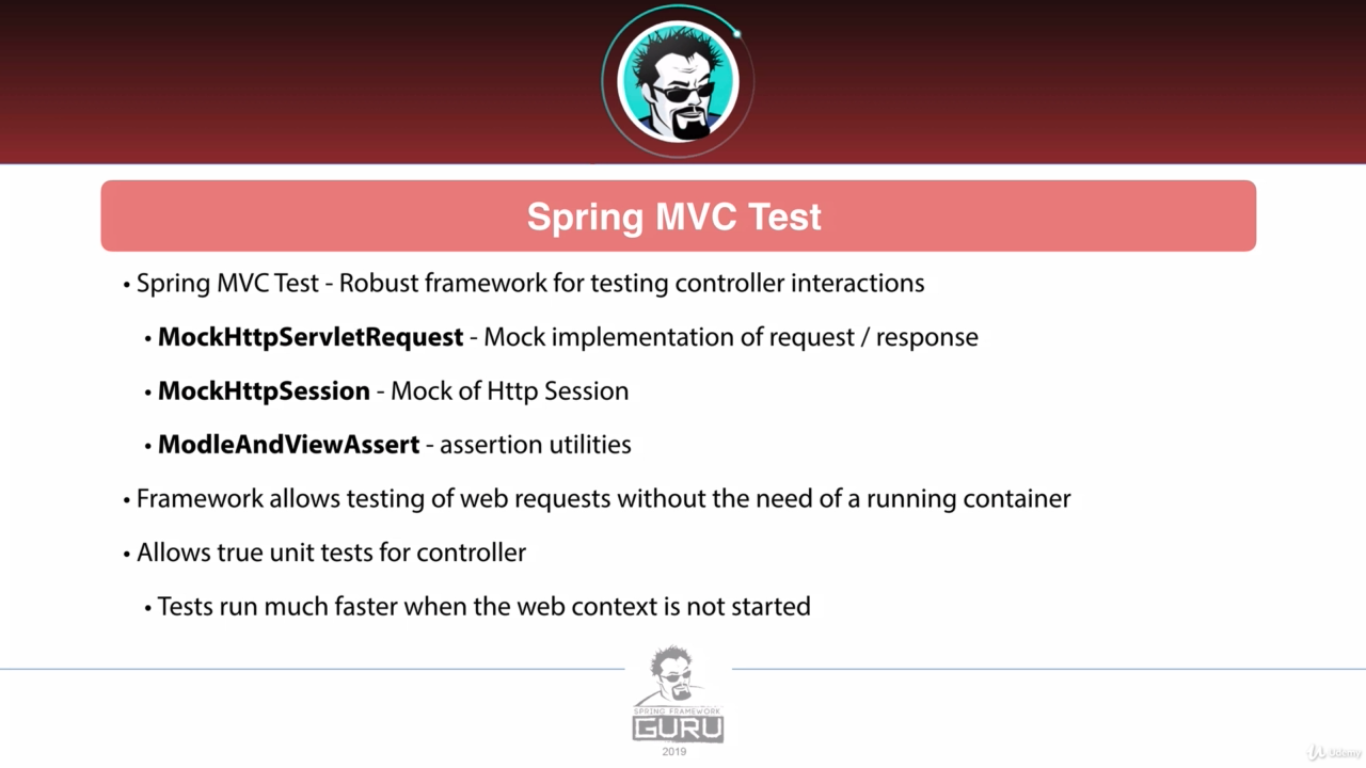 Spring MVC Test
• Spring MVC Test - Robust framework for testing controller interactions
• MockHttpServletRequest - Mock implementation of request / response
• MockHttpSession - Mock of Http Session
• ModleAndViewAssert - assertion utilities
• Framework allows testing of web requests without the need of a running container
• Allows true unit tests for controller
• Tests run much faster when the web context is not started
SPRING FRAMEWORK
GURU
2019
Udemy